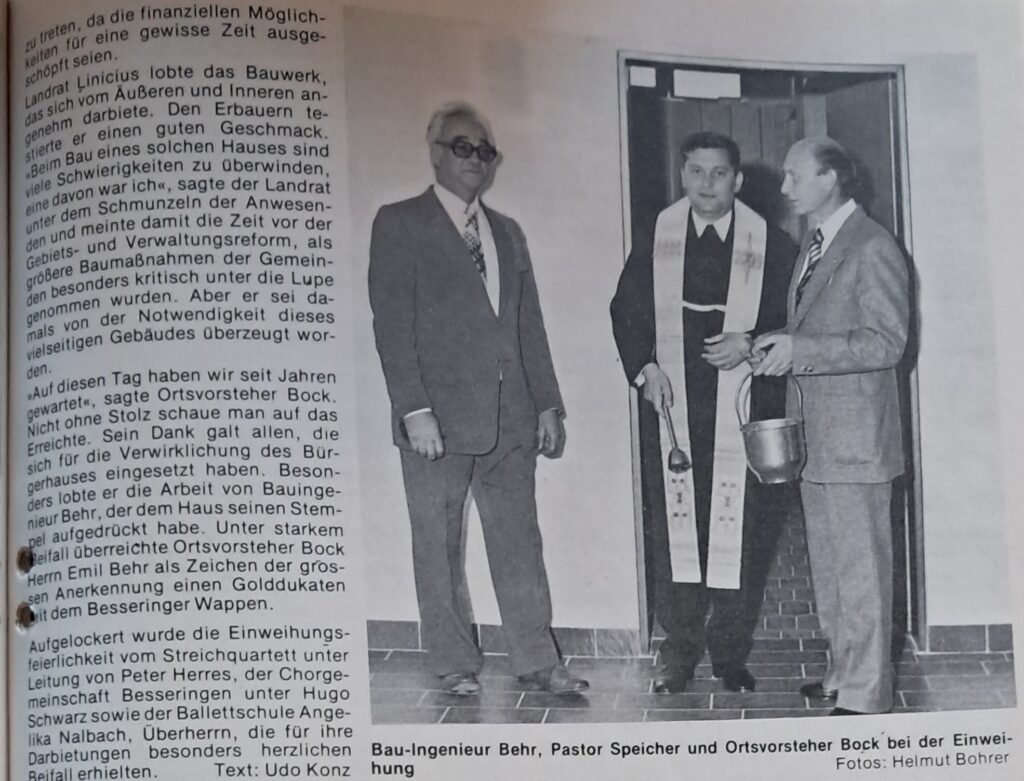 zu treten, da die finanziellen Möglich-
keiten für eine gewisse Zeit ausge-
schöpft seien.
Landrat Linicius lobte das Bauwerk,
das sich vom Äußeren und Inneren an-
genehm darbiete. Den Erbauern te-
stierte er einen guten Geschmack.
»Beim Bau eines solchen Hauses sind
viele Schwierigkeiten zu überwinden,
eine davon war ich«, sagte der Landrat
unter dem Schmunzeln der Anwesen-
den und meinte damit die Zeit vor der
Gebiets- und Verwaltungsreform, als
größere Baumaßnahmen der Gemein-
den besonders kritisch unter die Lupe
genommen wurden. Aber er sei da-
mals von der Notwendigkeit dieses
vielseitigen Gebäudes überzeugt wor-
den.
»Auf diesen Tag haben wir seit Jahren
gewartet«, sagte Ortsvorsteher Bock.
Nicht ohne Stolz schaue man auf das
Erreichte. Sein Dank galt allen, die
sich für die Verwirklichung des Bür-
gerhauses eingesetzt haben. Beson-
ders lobte er die Arbeit von Bauinge-
nieur Behr, der dem Haus seinen Stem-
pel aufgedrückt habe. Unter starkem
Beifall überreichte Ortsvorsteher Bock
Herrn Emil Behr als Zeichen der gros-
sen Anerkennung einen Golddukaten
mit dem Besseringer Wappen.
Aufgelockert wurde die Einweihungs-
feierlichkeit vom Streichquartett unter
Leitung von Peter Herres, der Chorge-
meinschaft Besseringen unter Hugo
Schwarz sowie der Ballettschule Ange-
lika Nalbach, Überherrn, die für ihre
Darbietungen besonders herzlichen
Beifall erhielten. Text: Udo Konz
Bau-Ingenieur Behr, Pastor Speicher und Ortsvorsteher Bock bei der Einwei-
hung Fotos: Helmut Bohrer